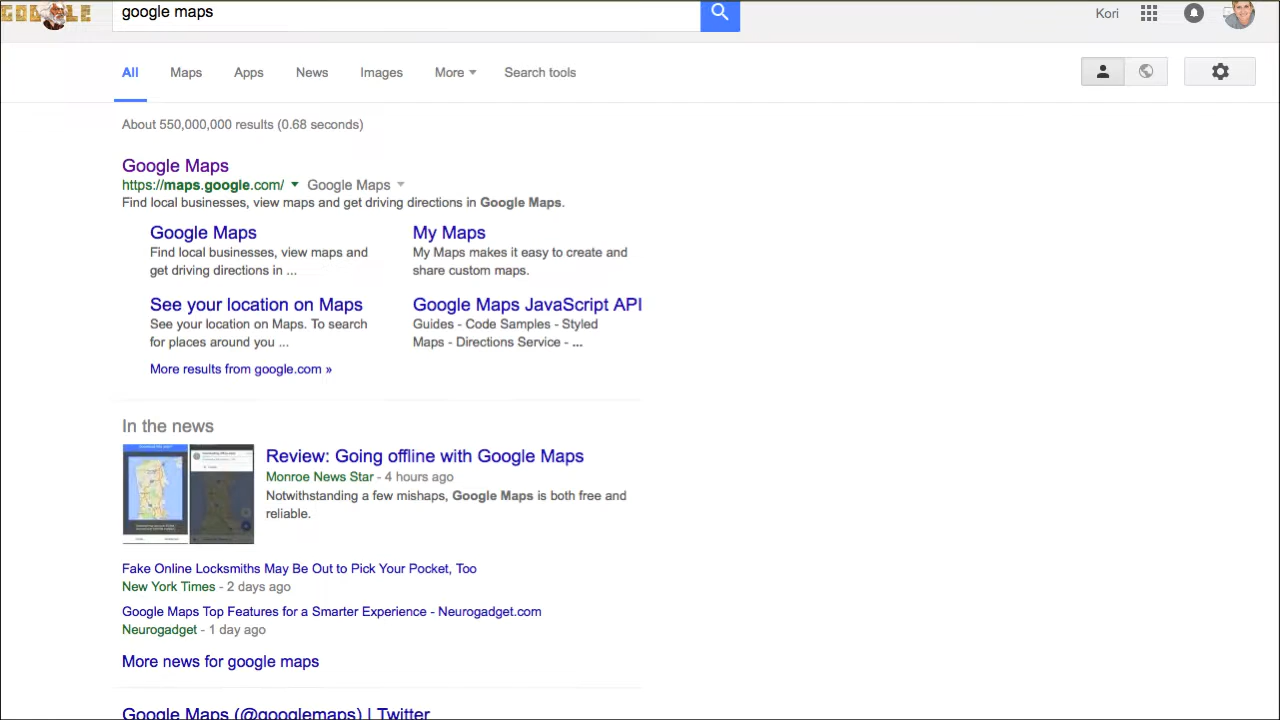 GOOGLE
google maps
Kori
All Maps Apps News Images More Search tools
About 550,000,000 results (0.68 seconds)
Google Maps
https://maps.google.com/ Google Maps
Find local businesses, view maps and get driving directions in Google Maps.
Google Maps
Find local businesses, view maps and
get driving directions in ...
My Maps
My Maps makes it easy to create and
share custom maps.
See your location on Maps
See your location on Maps. To search
for places around you ...
Google Maps JavaScript API
Guides - Code Samples - Styled
Maps - Directions Service - ...
More results from google.com »
In the news
Review: Going offline with Google Maps
Monroe News Star - 4 hours ago
Notwithstanding a few mishaps, Google Maps is both free and
reliable.
Fake Online Locksmiths May Be Out to Pick Your Pocket, Too
New York Times - 2 days ago
Google Maps Top Features for a Smarter Experience - Neurogadget.com
Neurogadget - 1 day ago
More news for google maps
Google Maps (@googlemaps) | Twitter